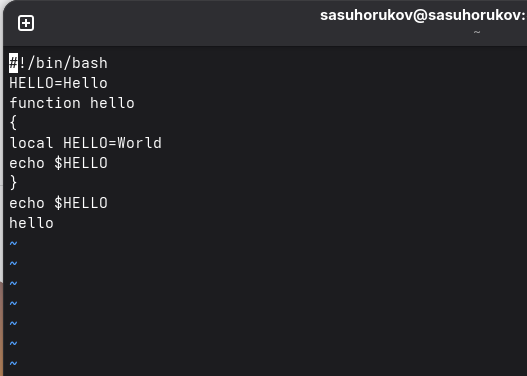 sasuhorukov@sasuhorukov:
~
#!/bin/bash
HELLO=Hello
function hello
{
local HELLO=World
echo $HELLO
}
echo $HELLO
hello
~
~
~
~
~
~
~